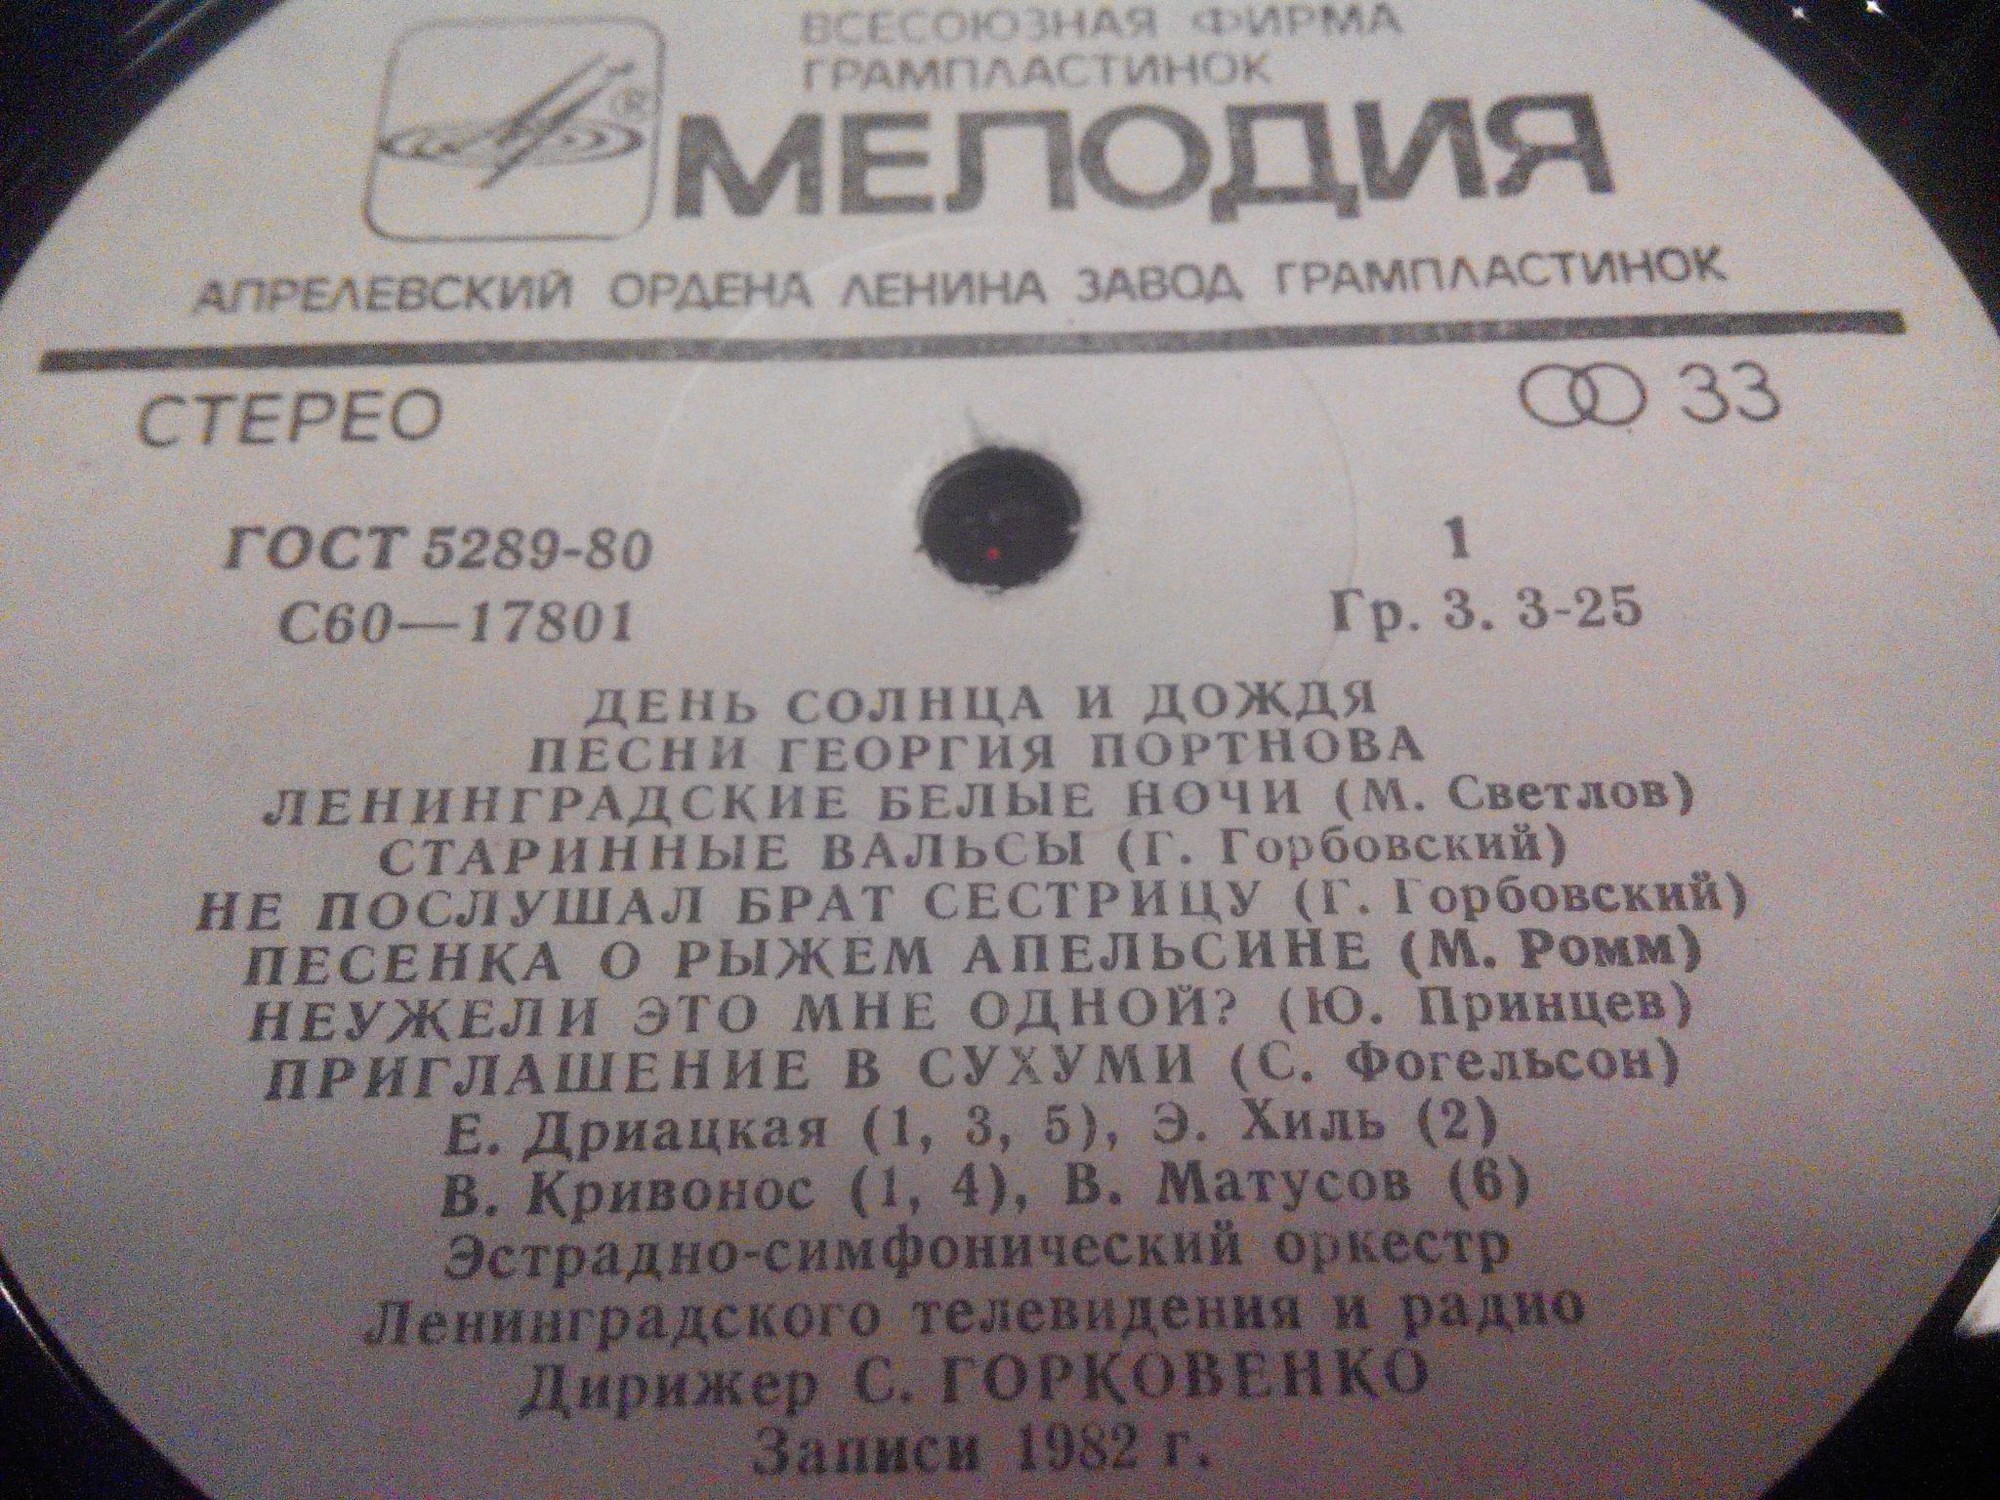 ВСЕСОЮЗНАЯ ФИРМА
ГРАМПЛАСТИНОК
МЕЛОДИЯ
®
АПРЕЛЕВСКИЙ ОРДЕНА ЛЕНИНА ЗАВОД ГРАМПЛАСТИНОК
СТЕРЕО 33
ГОСТ 5289-80 1
С60—17801 Гр. 3. 3-25
ДЕНЬ СОЛНЦА И ДОЖДЯ
ПЕСНИ ГЕОРГИЯ ПОРТНОВА
ЛЕНИНГРАДСКИЕ БЕЛЫЕ НОЧИ (М. Светлов)
СТАРИННЫЕ ВАЛЬСЫ (Г. Горбовский)
НЕ ПОСЛУШАЛ БРАТ СЕСТРИЦУ (Г. Горбовский)
ПЕСЕНКА О РЫЖЕМ АПЕЛЬСИНЕ (М. Ромм)
НЕУЖЕЛИ ЭТО МНЕ ОДНОЙ? (Ю. Принцев)
ПРИГЛАШЕНИЕ В СУХУМИ (С. Фогельсон)
Е. Дриацкая (1, 3, 5), Э. Хиль (2)
В. Кривонос (1, 4), В. Матусов (6)
Эстрадно-симфонический оркестр
Ленинградского телевидения и радио
Дирижер С. ГОРКОВЕНКО
Записи 1982 г.